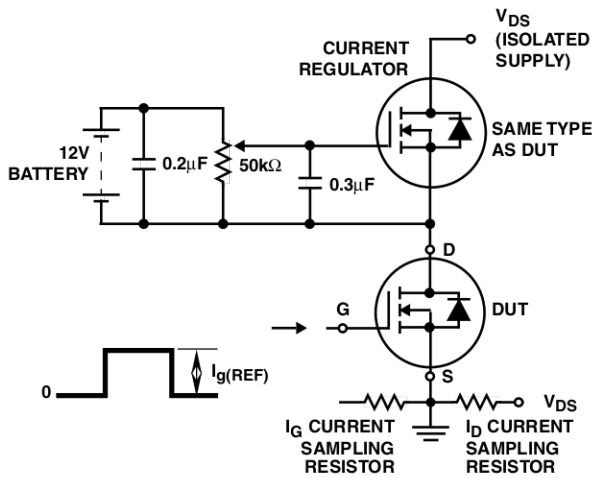 V_DS
(ISOLATED
SUPPLY)
CURRENT
REGULATOR
SAME TYPE
AS DUT
12V
BATTERY
0.2μF
50kΩ
0.3μF
D
G
DUT
I_g(REF)
0
S
V_DS
I_G CURRENT
SAMPLING
RESISTOR
I_D CURRENT
SAMPLING
RESISTOR